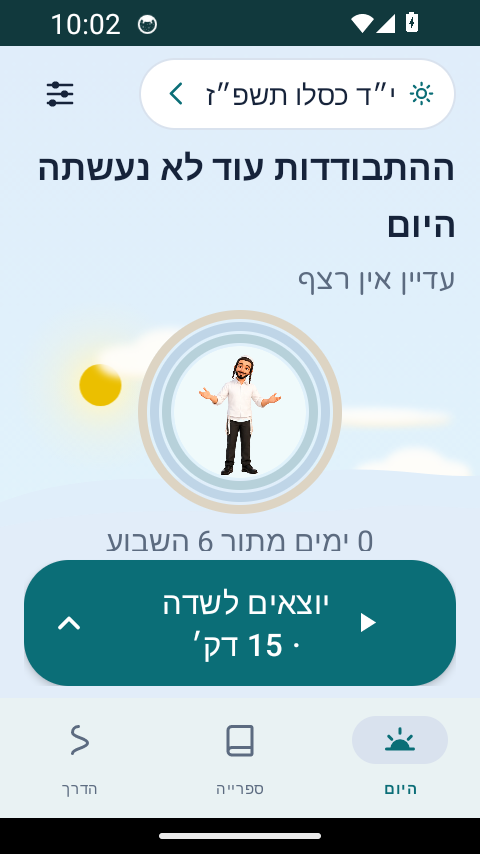 10:02
י״ד כסלו תשפ״ז
ההתבודדות עוד לא נעשתה
היום
עדיין אין רצף
0 ימים מתוך 6 השבוע
יוצאים לשדה
· 15 דק׳
היום
ספרייה
הדרך